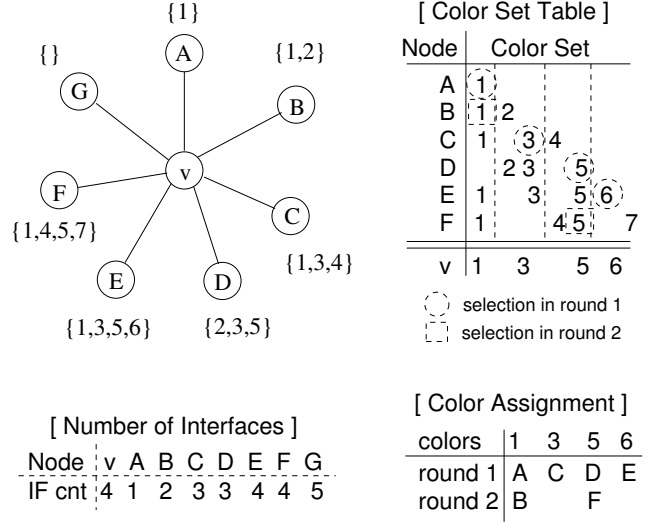 {1}
{ }
{1,2}
A
G
B
v
F
C
{1,4,5,7}
{1,3,4}
E
D
{1,3,5,6}
{2,3,5}
[ Color Set Table ]
Node Color Set
A 1
B 1 2
C 1 3 4
D 2 3 5
E 1 3 5 6
F 1 4 5 7
v 1 3 5 6
selection in round 1
selection in round 2
[ Number of Interfaces ]
Node v A B C D E F G
IF cnt 4 1 2 3 3 4 4 5
[ Color Assignment ]
colors 1 3 5 6
round 1 A C D E
round 2 B F